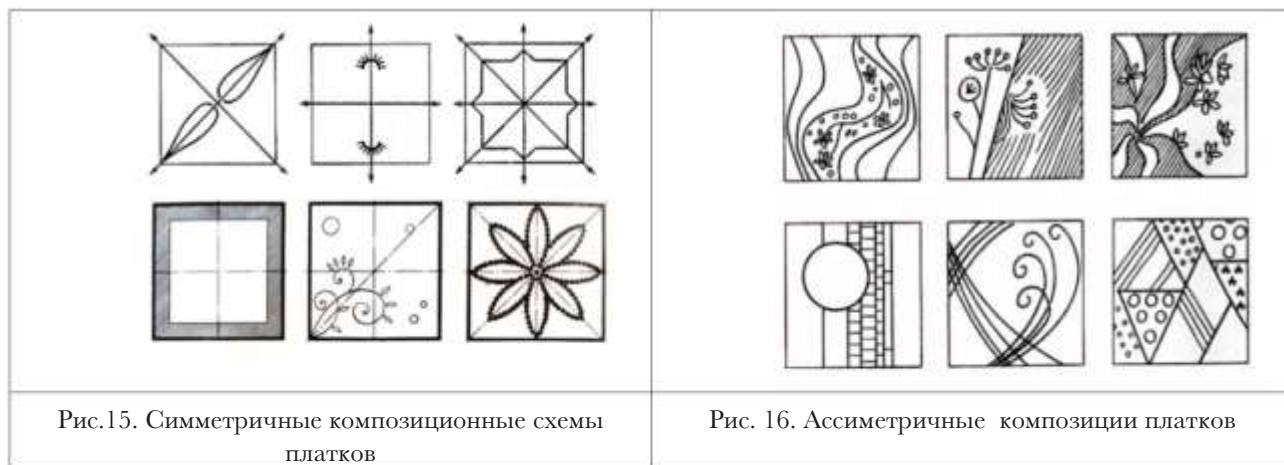 Рис.15. Симметричные композиционные схемы
платков
Рис. 16. Ассиметричные композиции платков